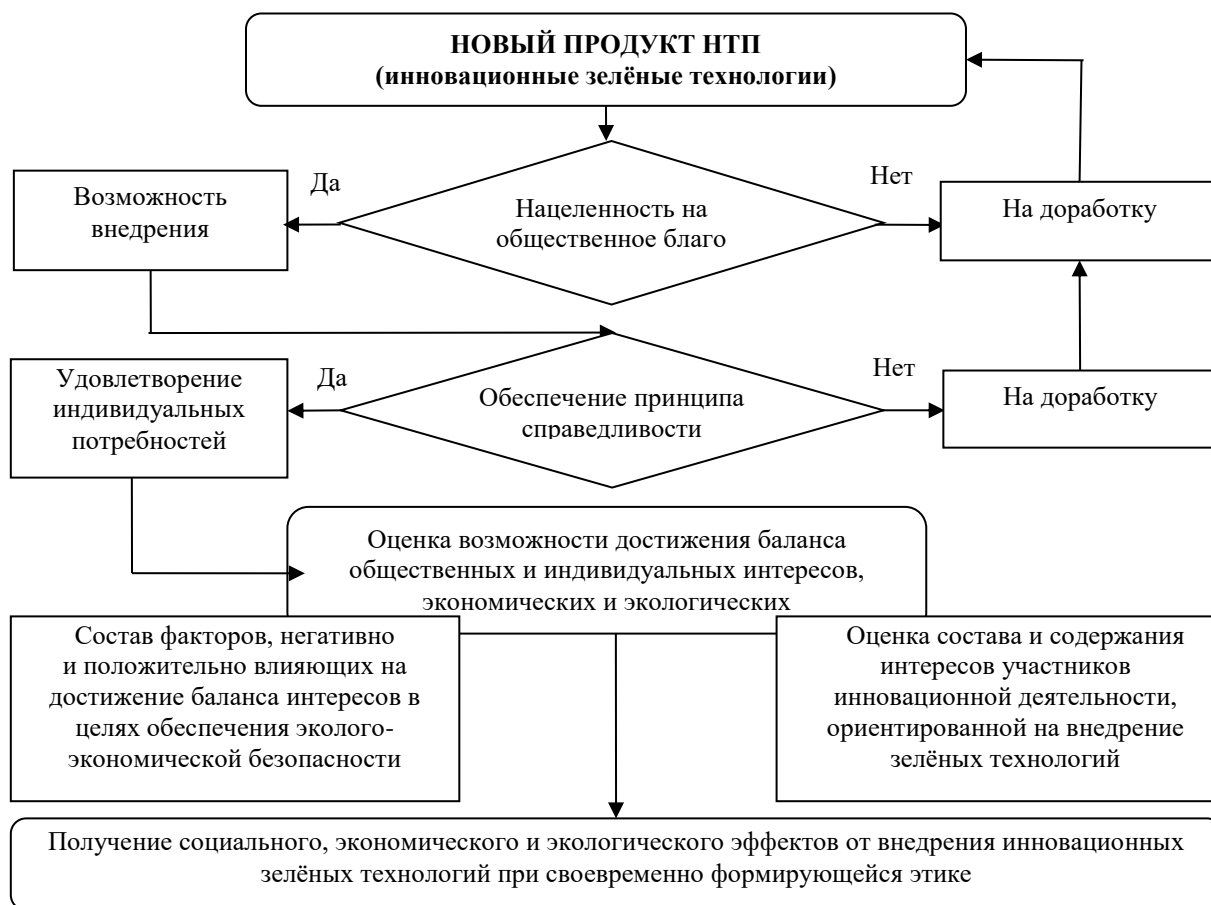 НОВЫЙ ПРОДУКТ НТП
(инновационные зелёные технологии)
Да
Нет
Возможность
внедрения
Нацеленность на
общественное благо
На доработку
Удовлетворение
индивидуальных
потребностей
Да
Обеспечение принципа
справедливости
Нет
На доработку
Оценка возможности достижения баланса
общественных и индивидуальных интересов,
экономических и экологических
Состав факторов, негативно
и положительно влияющих на
достижение баланса интересов в
целях обеспечения эколого-
экономической безопасности
Оценка состава и содержания
интересов участников
инновационной деятельности,
ориентированной на внедрение
зелёных технологий
Получение социального, экономического и экологического эффектов от внедрения инновационных
зелёных технологий при своевременно формирующейся этике